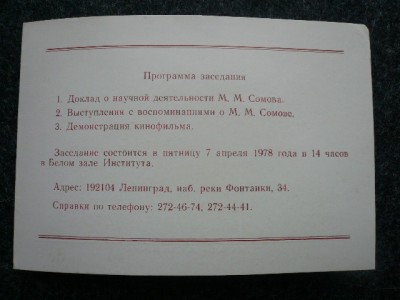 Программа заседания
1. Доклад о научной деятельности М. М. Сомова.
2. Выступления с воспоминаниями о М. М. Сомове.
3. Демонстрация кинофильма.
Заседание состоится в пятницу 7 апреля 1978 года в 14 часов
в Белом зале Института.
Адрес: 192104 Ленинград, наб. реки Фонтанки, 34.
Справки по телефону: 272-46-74, 272-44-41.